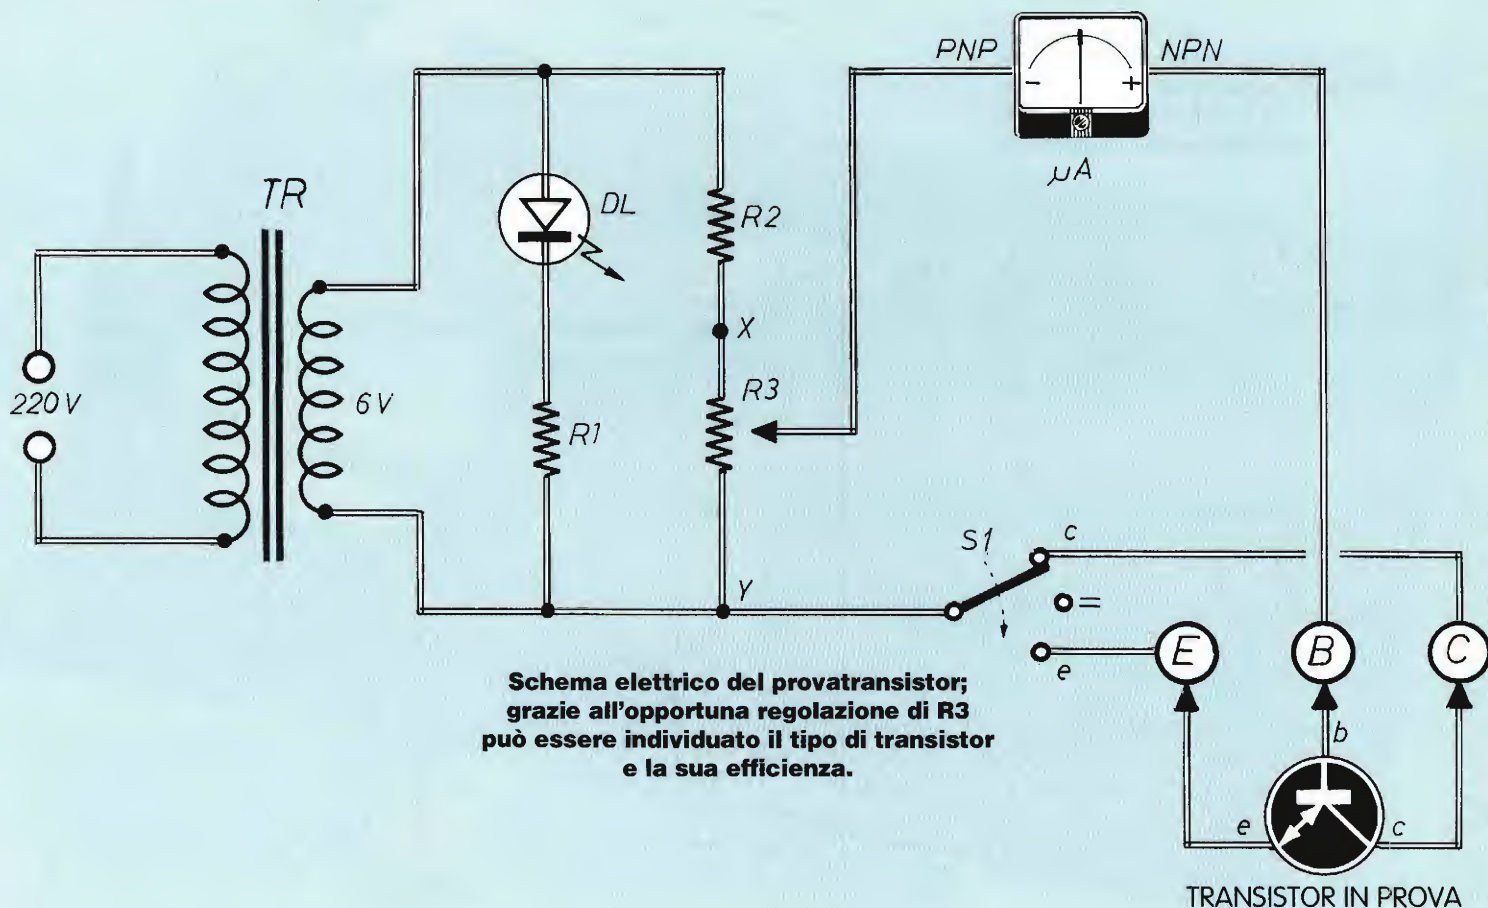 PNP
NPN
-
+
μA
TR
DL
R2
X
220V
6V
R1
R3
S1
c
=
Y
e
E
B
C
Schema elettrico del provatransistor;
grazie all'opportuna regolazione di R3
può essere individuato il tipo di transistor
e la sua efficienza.
b
e
c
TRANSISTOR IN PROVA